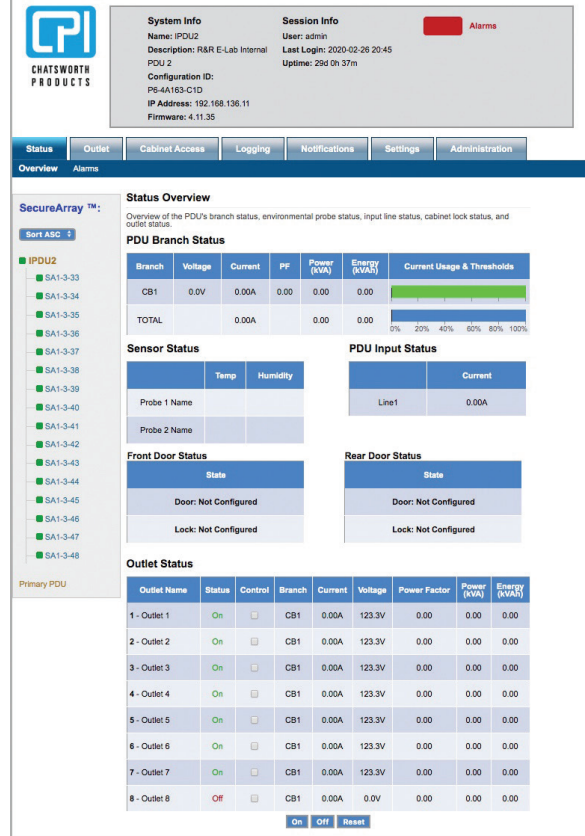 CPI
CHATSWORTH
PRODUCTS
System Info
Name: IPDU2
Description: R&R E-Lab Internal
PDU 2
Configuration ID:
P6-4A163-C1D
IP Address: 192.168.136.11
Firmware: 4.11.35
Session Info
User: admin
Last Login: 2020-02-26 20:45
Uptime: 29d 0h 37m
Alarms
Status Outlet Cabinet Access Logging Notifications Settings Administration
Overview Alarms
SecureArray ™:
Sort ASC
IPDU2
SA1-3-33
SA1-3-34
SA1-3-35
SA1-3-36
SA1-3-37
SA1-3-38
SA1-3-39
SA1-3-40
SA1-3-41
SA1-3-42
SA1-3-43
SA1-3-44
SA1-3-45
SA1-3-46
SA1-3-47
SA1-3-48
Primary PDU
Status Overview
Overview of the PDU's branch status, environmental probe status, input line status, cabinet lock status, and
outlet status.
PDU Branch Status
Branch Voltage Current PF Power (kVA) Energy (kVAh) Current Usage & Thresholds
CB1 0.0V 0.00A 0.00 0.00 0.00
TOTAL 0.00A 0.00 0.00
0% 20% 40% 60% 80% 100%
Sensor Status
Temp Humidity
Probe 1 Name
Probe 2 Name
PDU Input Status
Current
Line1 0.00A
Front Door Status
State
Door: Not Configured
Lock: Not Configured
Rear Door Status
State
Door: Not Configured
Lock: Not Configured
Outlet Status
Outlet Name Status Control Branch Current Voltage Power Factor Power (kVA) Energy (kVAh)
1 - Outlet 1 On CB1 0.00A 123.3V 0.00 0.00 0.00
2 - Outlet 2 On CB1 0.00A 123.3V 0.00 0.00 0.00
3 - Outlet 3 On CB1 0.00A 123.3V 0.00 0.00 0.00
4 - Outlet 4 On CB1 0.00A 123.3V 0.00 0.00 0.00
5 - Outlet 5 On CB1 0.00A 123.3V 0.00 0.00 0.00
6 - Outlet 6 On CB1 0.00A 123.3V 0.00 0.00 0.00
7 - Outlet 7 On CB1 0.00A 123.3V 0.00 0.00 0.00
8 - Outlet 8 Off CB1 0.00A 0.0V 0.00 0.00 0.00
On Off Reset